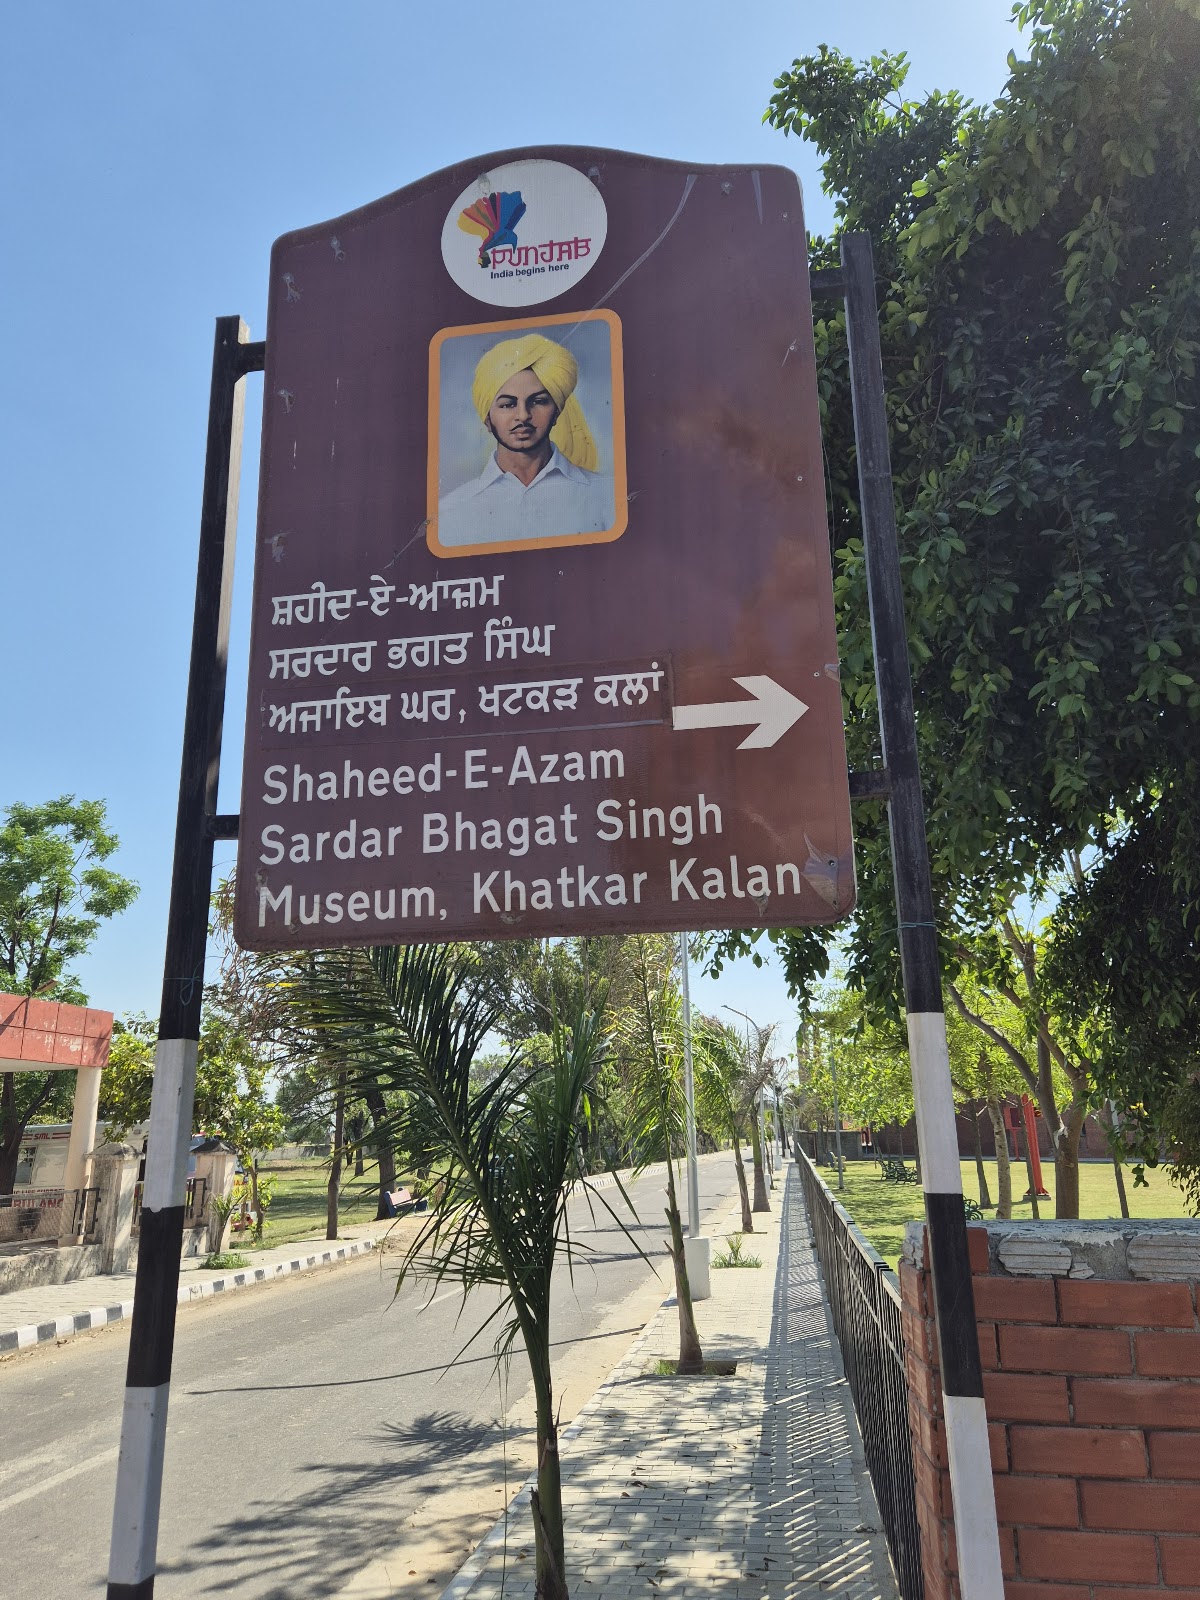 PUNJAB
India begins here
ਸ਼ਹੀਦ-ਏ-ਆਜ਼ਮ
ਸਰਦਾਰ ਭਗਤ ਸਿੰਘ
ਅਜਾਇਬ ਘਰ, ਖਟਕੜ ਕਲਾਂ
Shaheed-E-Azam
Sardar Bhagat Singh
Museum, Khatkar Kalan
SML